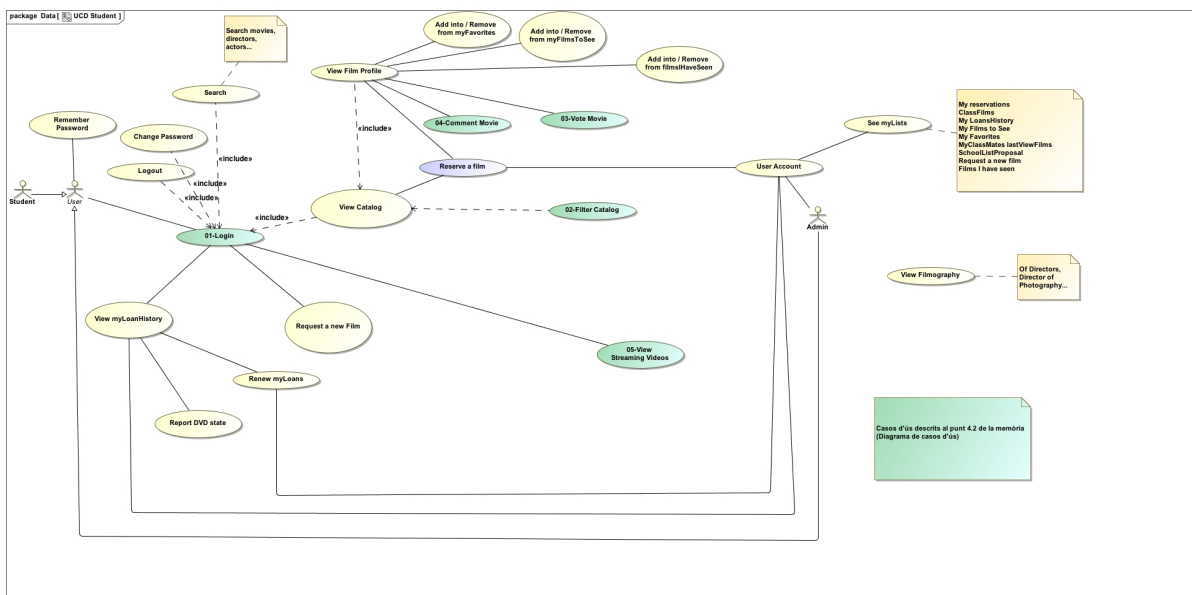 package Data [ UCD Student ]
Search movies,
directors,
actors...
Add into / Remove
from myFavorites
Add into / Remove
from myFilmsToSee
Add into / Remove
from filmsIHaveSeen
View Film Profile
Search
Remember
Password
Change Password
Logout
«include»
«include»
«include»
«include»
«include»
04-Comment Movie
03-Vote Movie
See myLists
My reservations
ClassFilms
My LoansHistory
My Films to See
My Favorites
MyClassMates lastViewFilms
SchoolListProposal
Request a new film
Films I have seen
Reserve a film
User Account
Student
User
View Catalog
02-Filter Catalog
Admin
01-Login
View Filmography
Of Directors,
Director of
Photography...
View myLoanHistory
Request a new Film
05-View
Streaming Videos
Renew myLoans
Report DVD state
Casos d'ús descrits al punt 4.2 de la memòria
(Diagrama de casos d'ús)